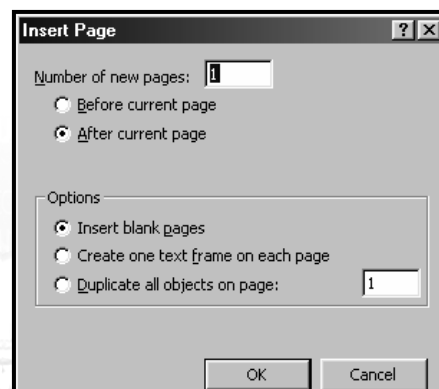 Insert Page
Number of new pages: 1
Before current page
After current page
Options
Insert blank pages
Create one text frame on each page
Duplicate all objects on page: 1
OK Cancel